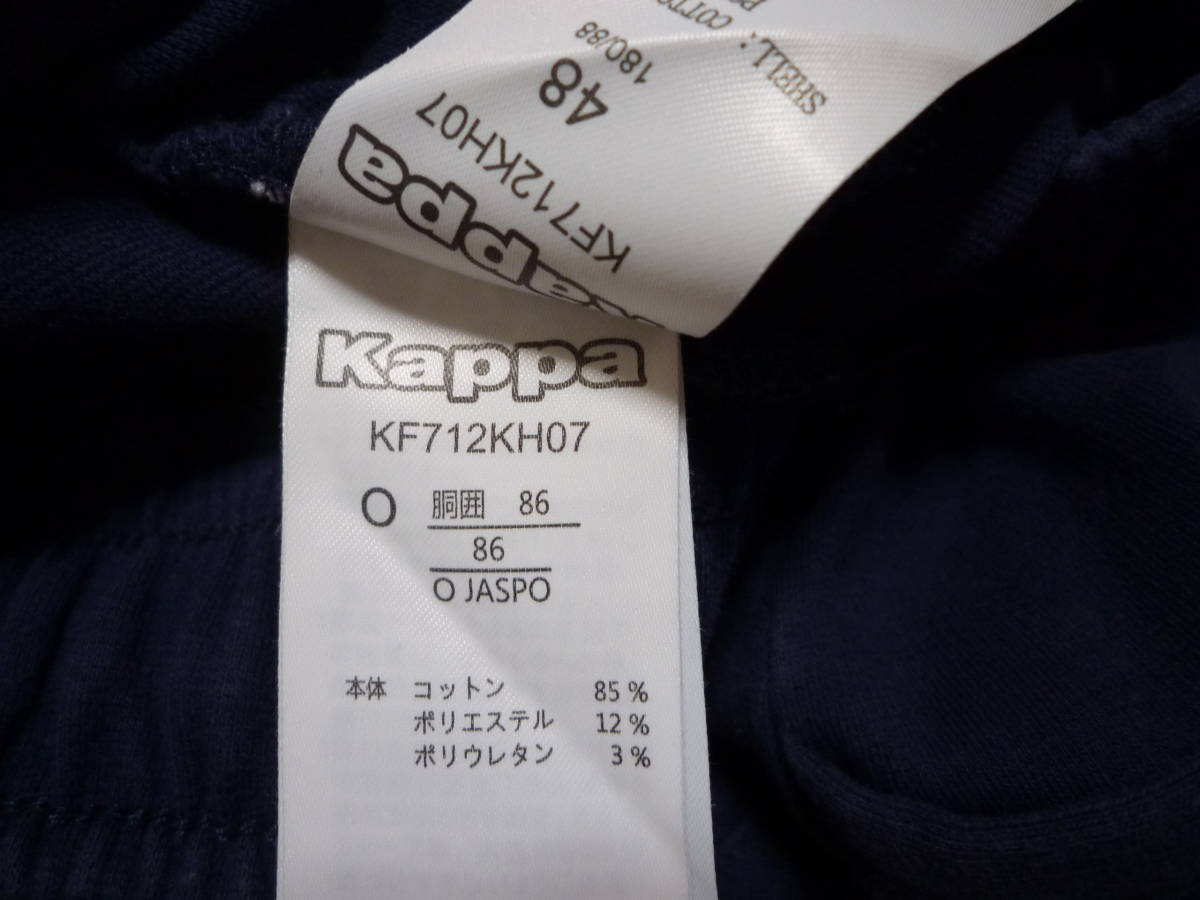 SHELL: COTTO
180/88
48
KF712KH07
Kappa
Kappa
KF712KH07
O 胴囲 86
86
O JASPO
本体 コットン 85 %
ポリエステル 12 %
ポリウレタン 3 %